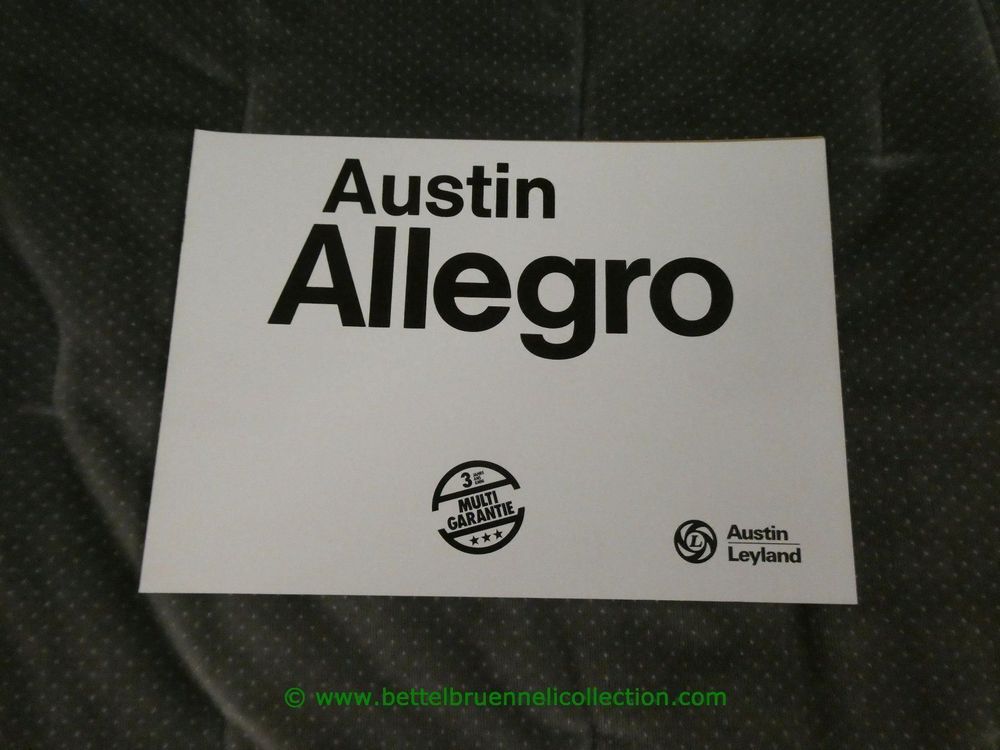 Austin
Allegro
3
MULTI
GARANTIE
L
Austin
Leyland
© www.bettelbruennelicollection.com